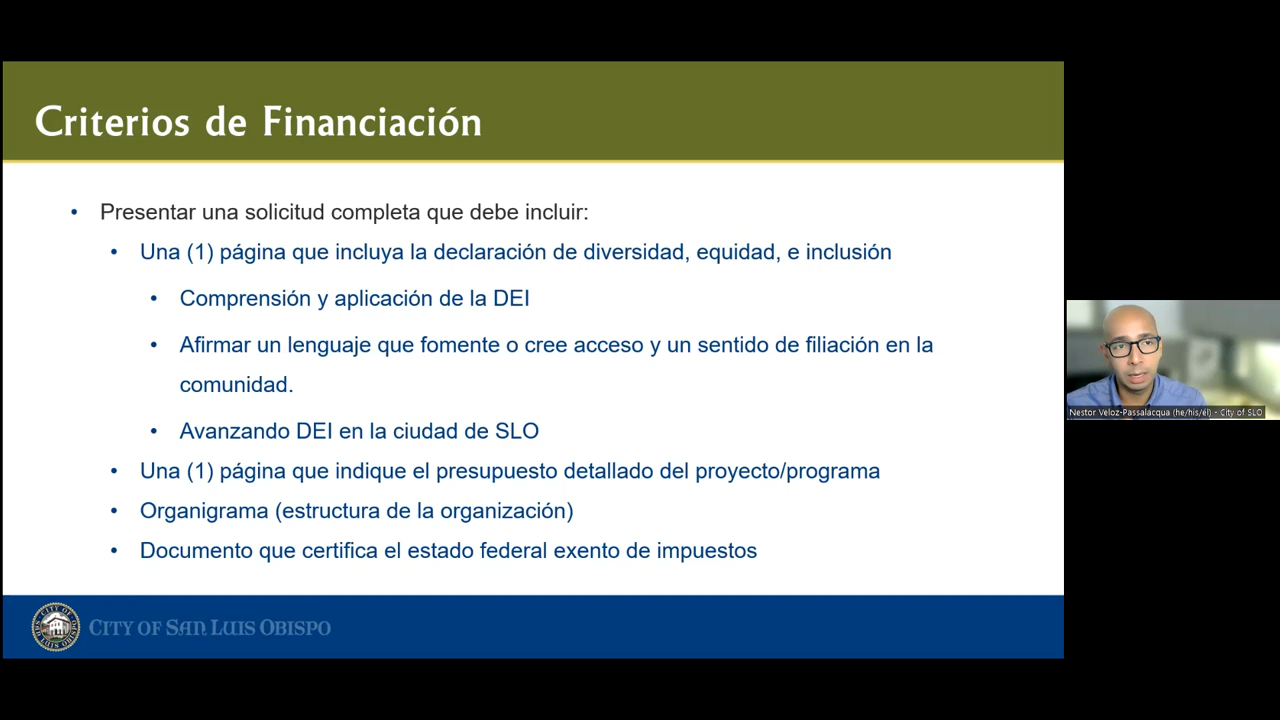 Criterios de Financiación
• Presentar una solicitud completa que debe incluir:
• Una (1) página que incluya la declaración de diversidad, equidad, e inclusión
• Comprensión y aplicación de la DEI
• Afirmar un lenguaje que fomente o cree acceso y un sentido de filiación en la
comunidad.
• Avanzando DEI en la ciudad de SLO
• Una (1) página que indique el presupuesto detallado del proyecto/programa
• Organigrama (estructura de la organización)
• Documento que certifica el estado federal exento de impuestos
CITY OF SAN LUIS OBISPO
Nestor Veloz-Passalacqua (he/his/él) - City of SLO